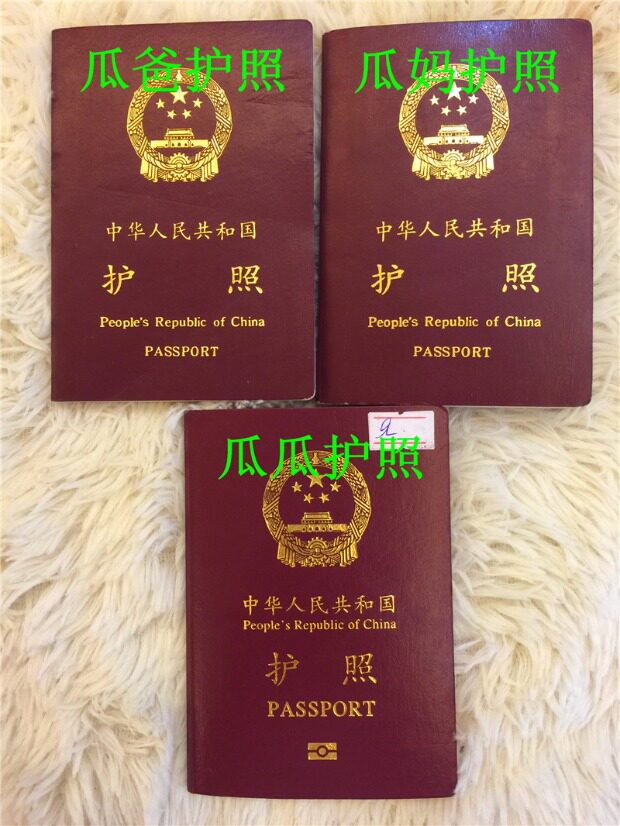 瓜爸护照
中华人民共和国
护 照
People's Republic of China
PASSPORT
瓜妈护照
中华人民共和国
护 照
People's Republic of China
PASSPORT
瓜瓜护照
中华人民共和国
People's Republic of China
护 照
PASSPORT